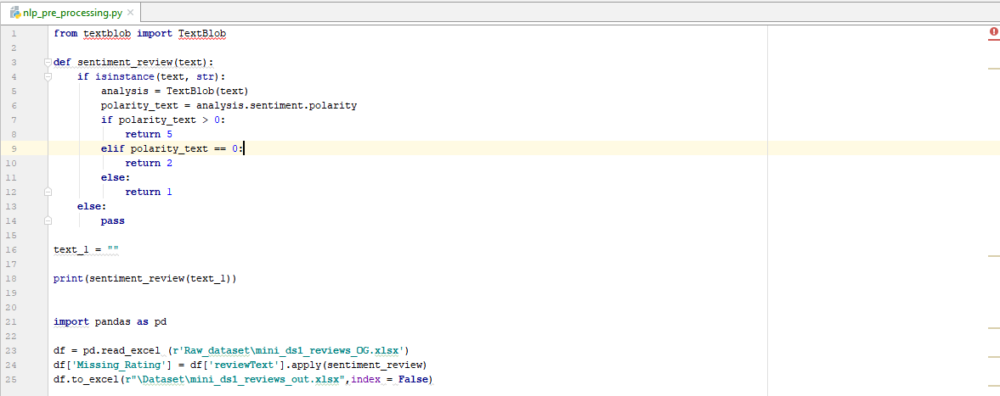 nlp_pre_processing.py
1 from textblob import TextBlob
2
3 def sentiment_review(text):
4     if isinstance(text, str):
5         analysis = TextBlob(text)
6         polarity_text = analysis.sentiment.polarity
7         if polarity_text > 0:
8             return 5
9         elif polarity_text == 0:
10             return 2
11         else:
12             return 1
13     else:
14         pass
15
16 text_1 = ""
17
18 print(sentiment_review(text_1))
19
20
21 import pandas as pd
22
23 df = pd.read_excel (r'Raw_dataset\mini_ds1_reviews_OG.xlsx')
24 df['Missing_Rating'] = df['reviewText'].apply(sentiment_review)
25 df.to_excel(r"\Dataset\mini_ds1_reviews_out.xlsx",index = False)